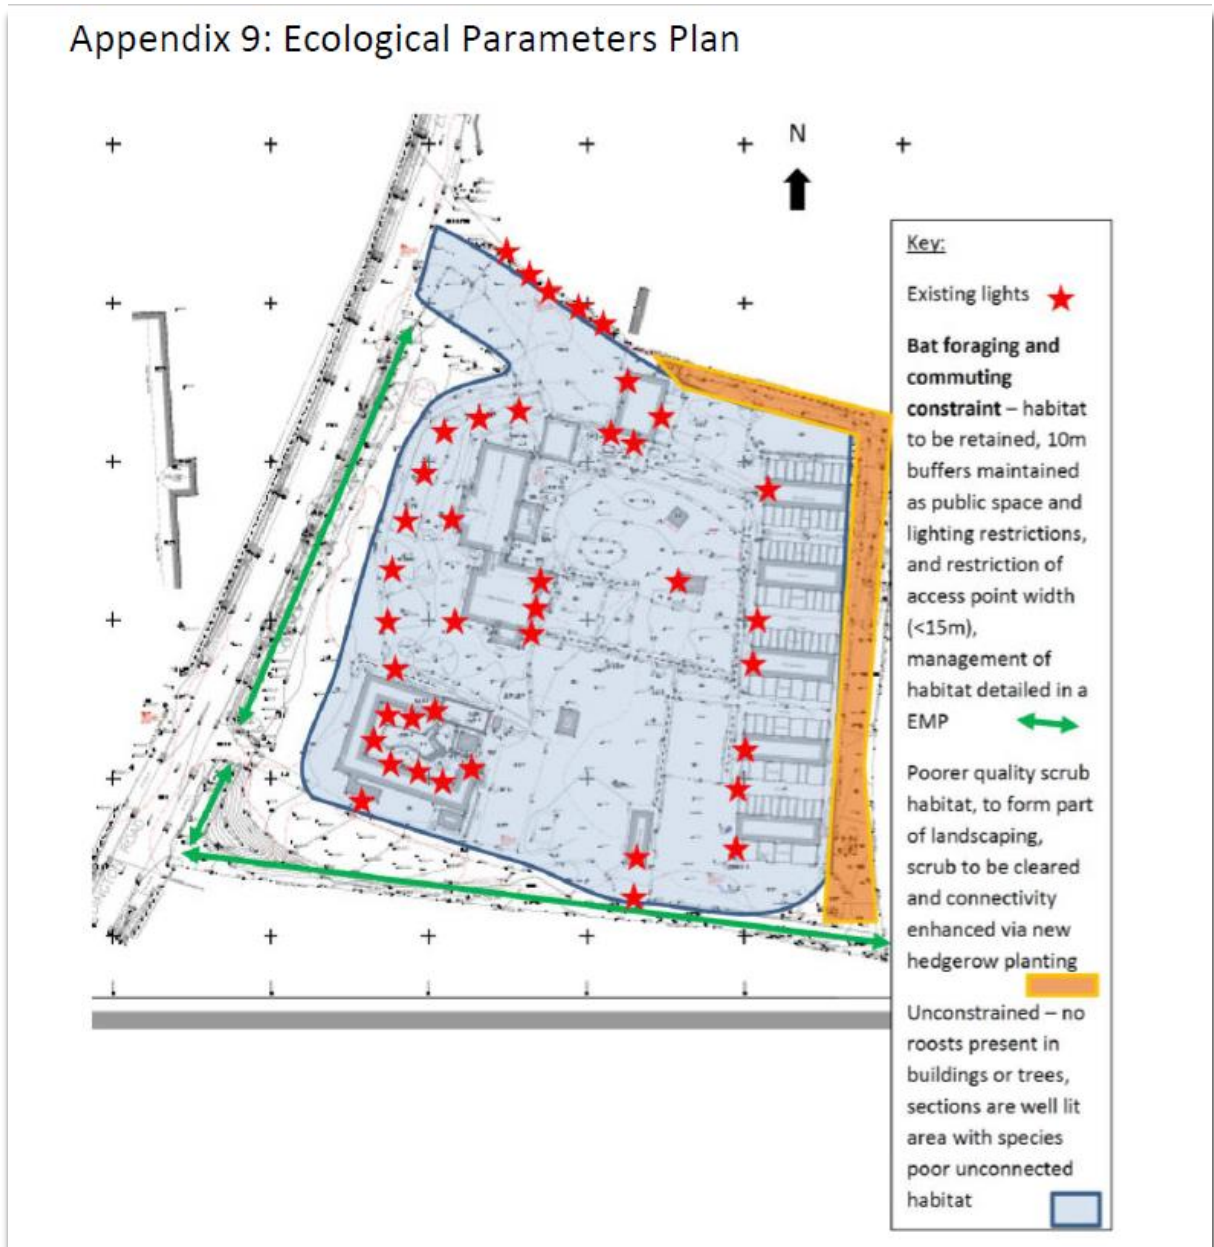 Appendix 9: Ecological Parameters Plan
N
Key:
Existing lights
Bat foraging and
commuting
constraint – habitat
to be retained, 10m
buffers maintained
as public space and
lighting restrictions,
and restriction of
access point width
(<15m),
management of
habitat detailed in a
EMP
Poorer quality scrub
habitat, to form part
of landscaping,
scrub to be cleared
and connectivity
enhanced via new
hedgerow planting
Unconstrained – no
roosts present in
buildings or trees,
sections are well lit
area with species
poor unconnected
habitat